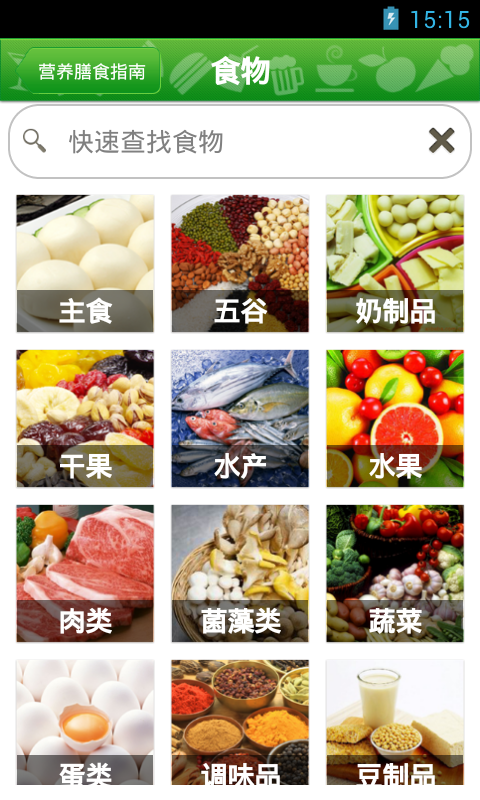 15:15
营养膳食指南
食物
快速查找食物
主食
五谷
奶制品
干果
水产
水果
肉类
菌藻类
蔬菜
蛋类
调味品
豆制品